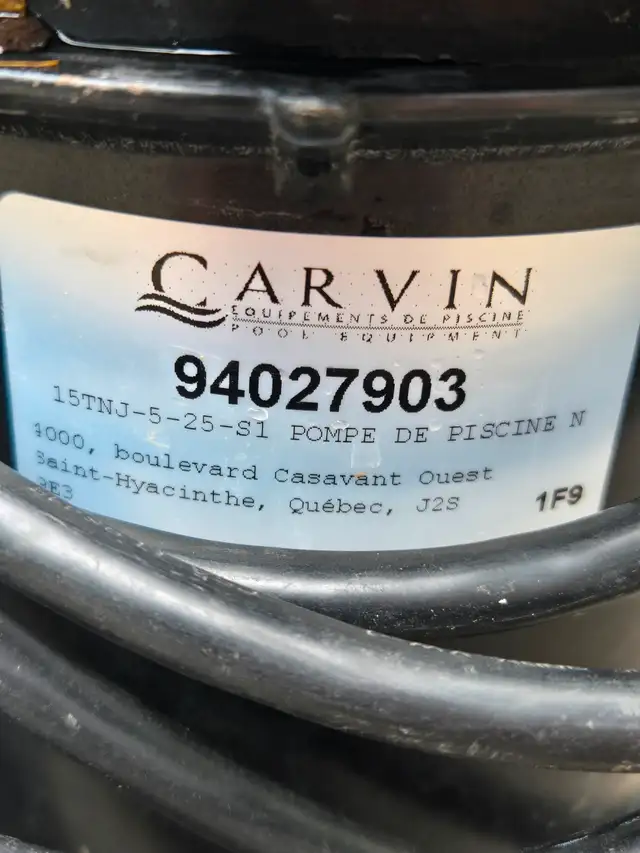 CARVIN
EQUIPEMENTS DE PISCINE
POOL EQUIPMENT
94027903
15TNJ-5-25-S1 POMPE DE PISCINE N
4000, boulevard Casavant Ouest
Saint-Hyacinthe, Québec, J2S
9E3
1F9